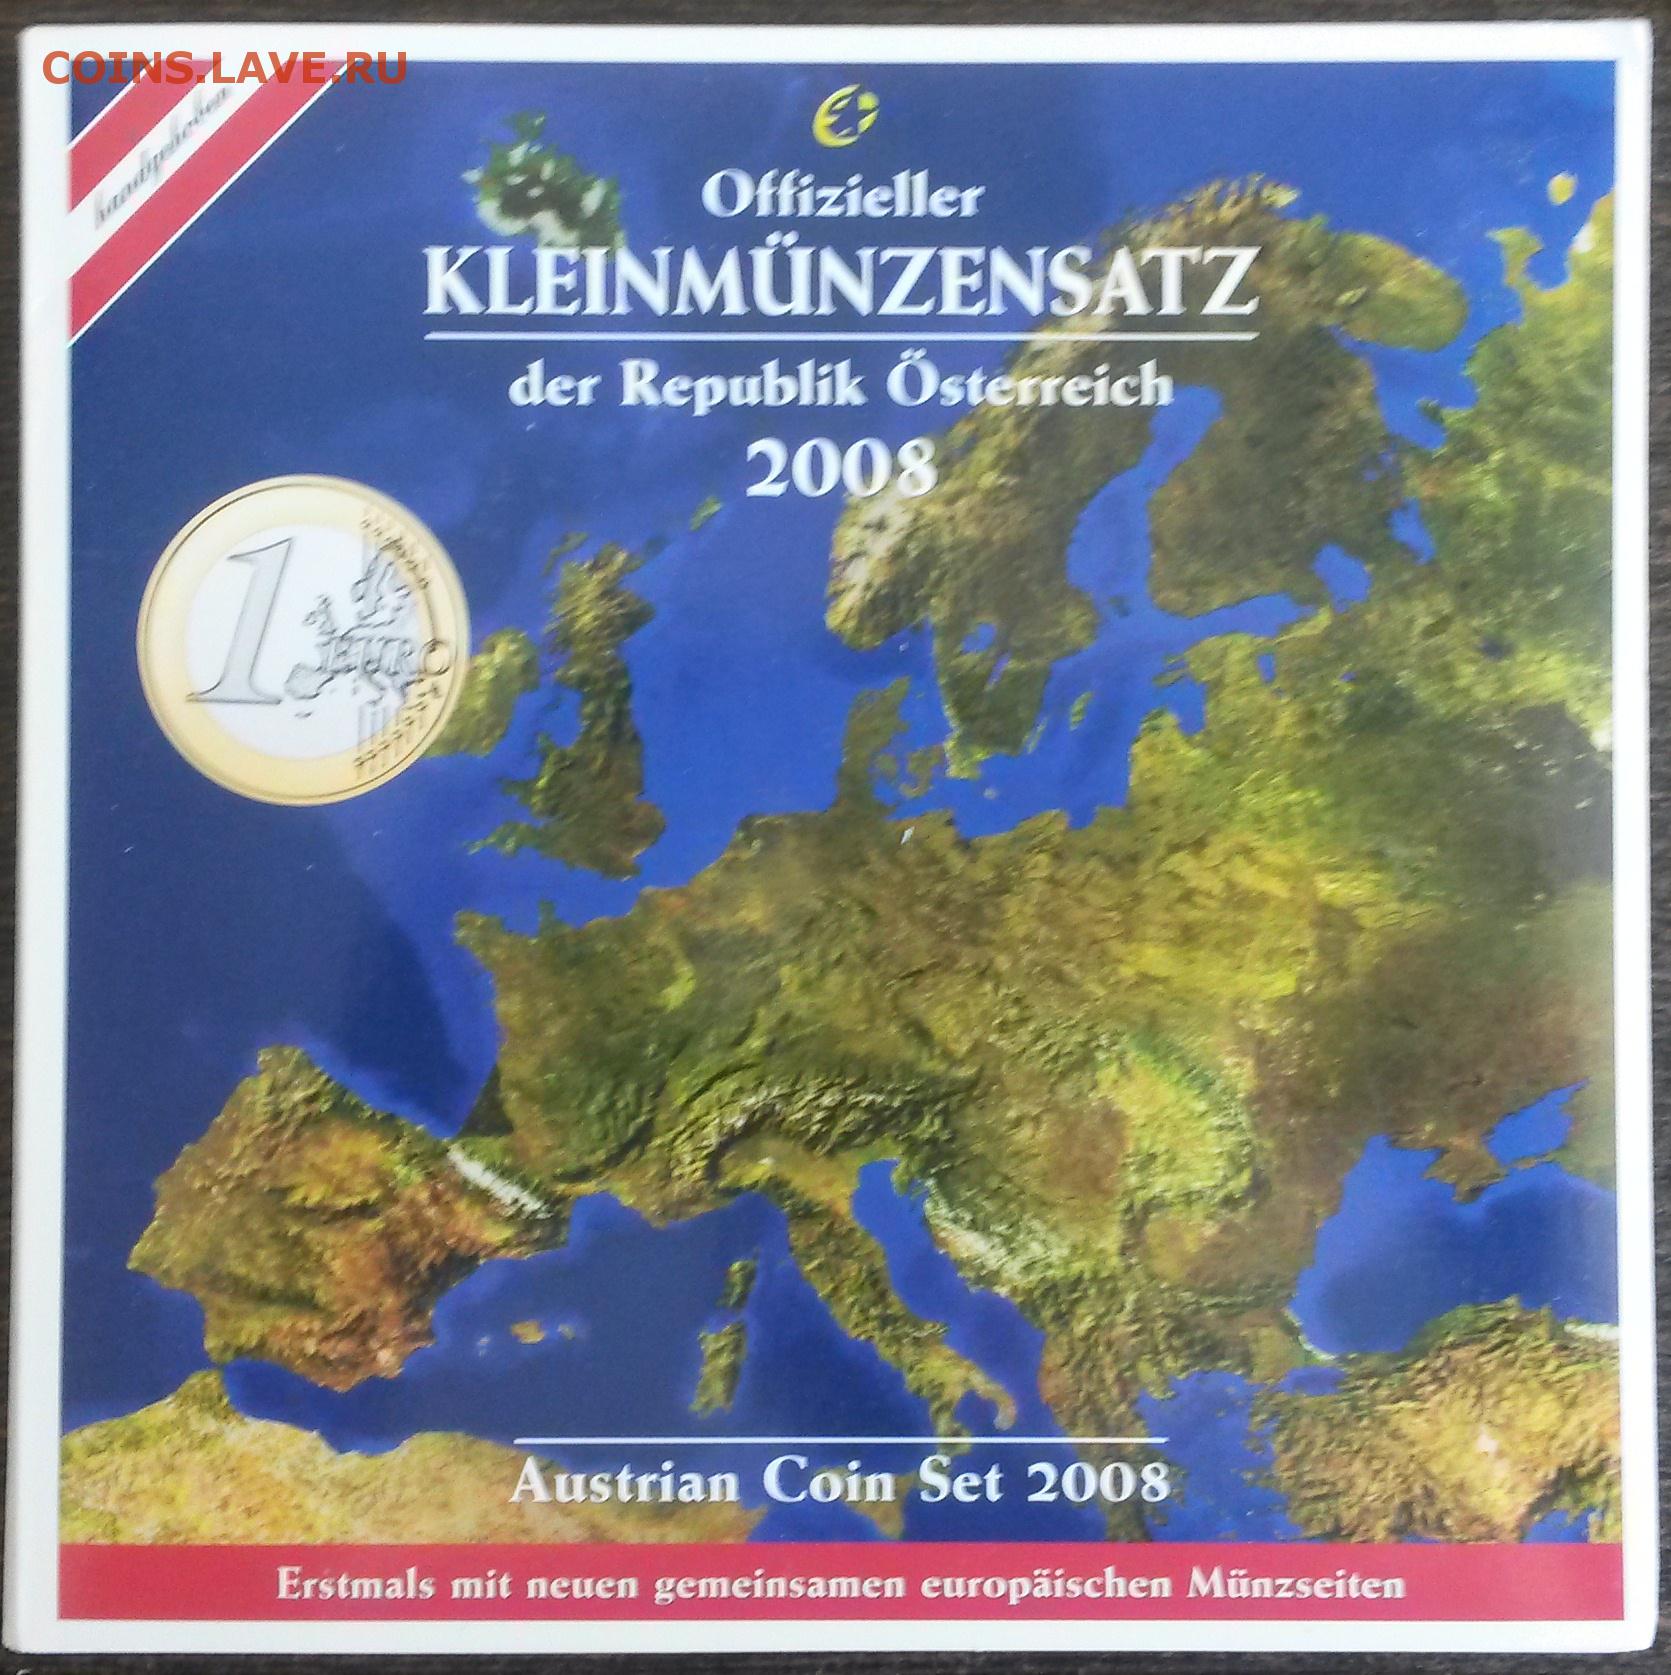 COINS.LAVE.RU
handgehoben
Offizieller
KLEINMÜNZENSATZ
der Republik Österreich
2008
1
EURO
Austrian Coin Set 2008
Erstmals mit neuen gemeinsamen europäischen Münzseiten